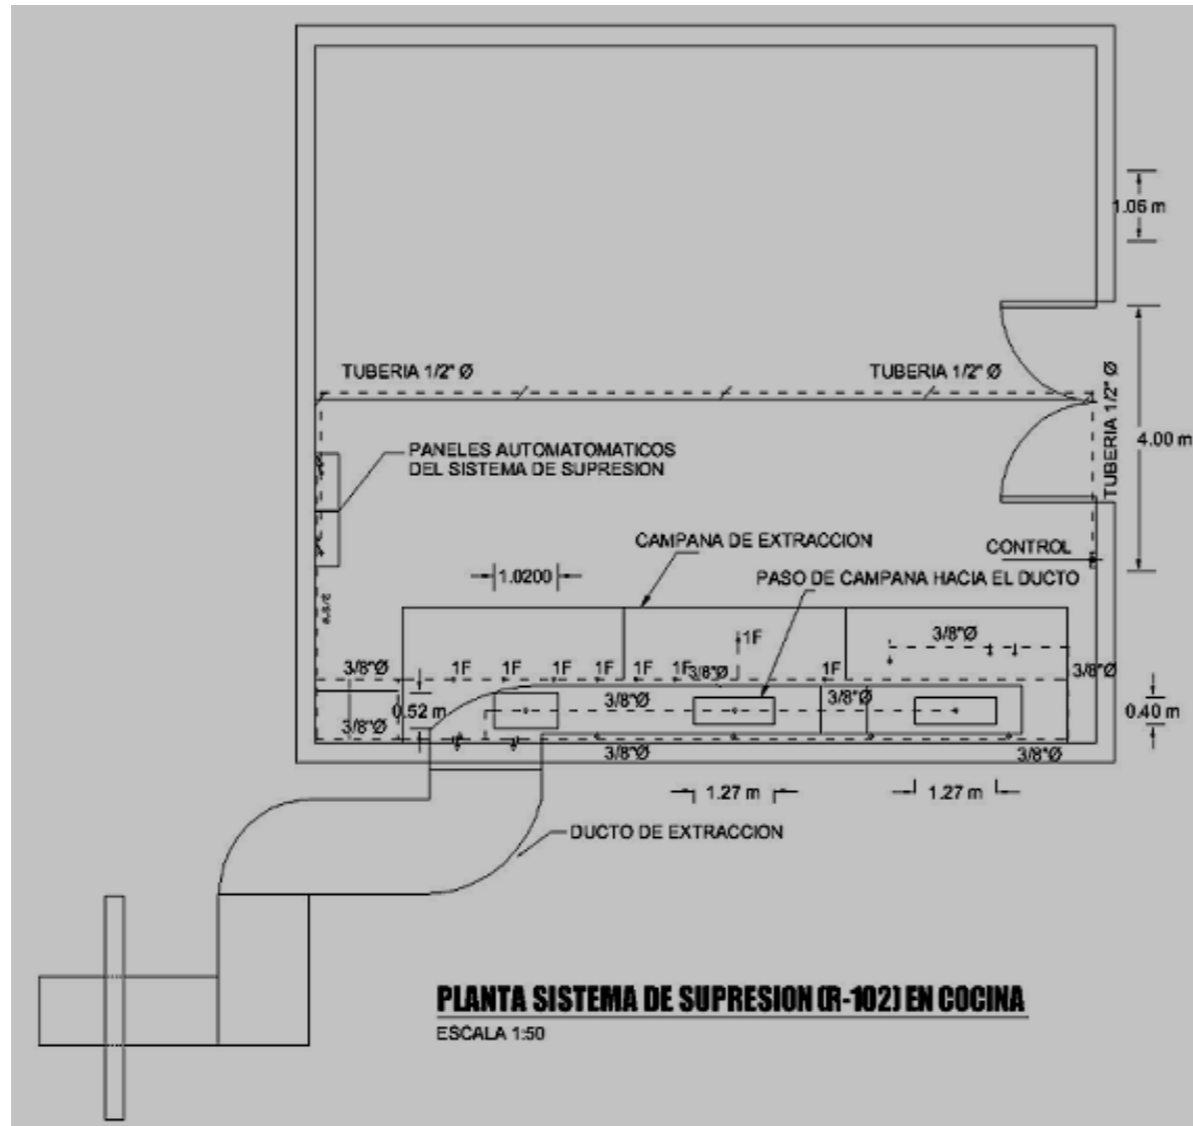 1.06 m
TUBERIA 1/2" Ø
TUBERIA 1/2" Ø
TUBERIA 1/2" Ø
4.00 m
PANELES AUTOMATOMATICOS
DEL SISTEMA DE SUPRESION
CAMPANA DE EXTRACCION
CONTROL
1.0200
PASO DE CAMPANA HACIA EL DUCTO
1F
3/8"Ø
3/8"Ø
1F
1F
1F
1F
1F
1F
3/8"Ø
1F
3/8"Ø
0.52 m
3/8"Ø
3/8"Ø
0.40 m
3/8"Ø
3/8"Ø
3/8"Ø
1.27 m
1.27 m
DUCTO DE EXTRACCION
PLANTA SISTEMA DE SUPRESION (R-102) EN COCINA
ESCALA 1:50